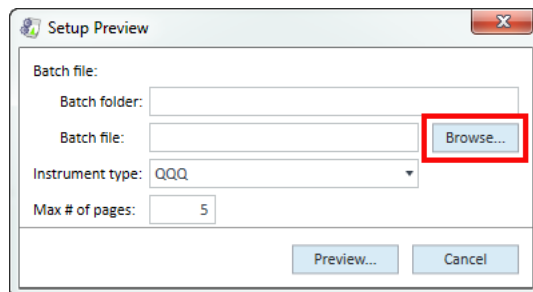 Setup Preview
Batch file:
Batch folder:
Batch file:
Browse...
Instrument type: QQQ
Max # of pages: 5
Preview... Cancel